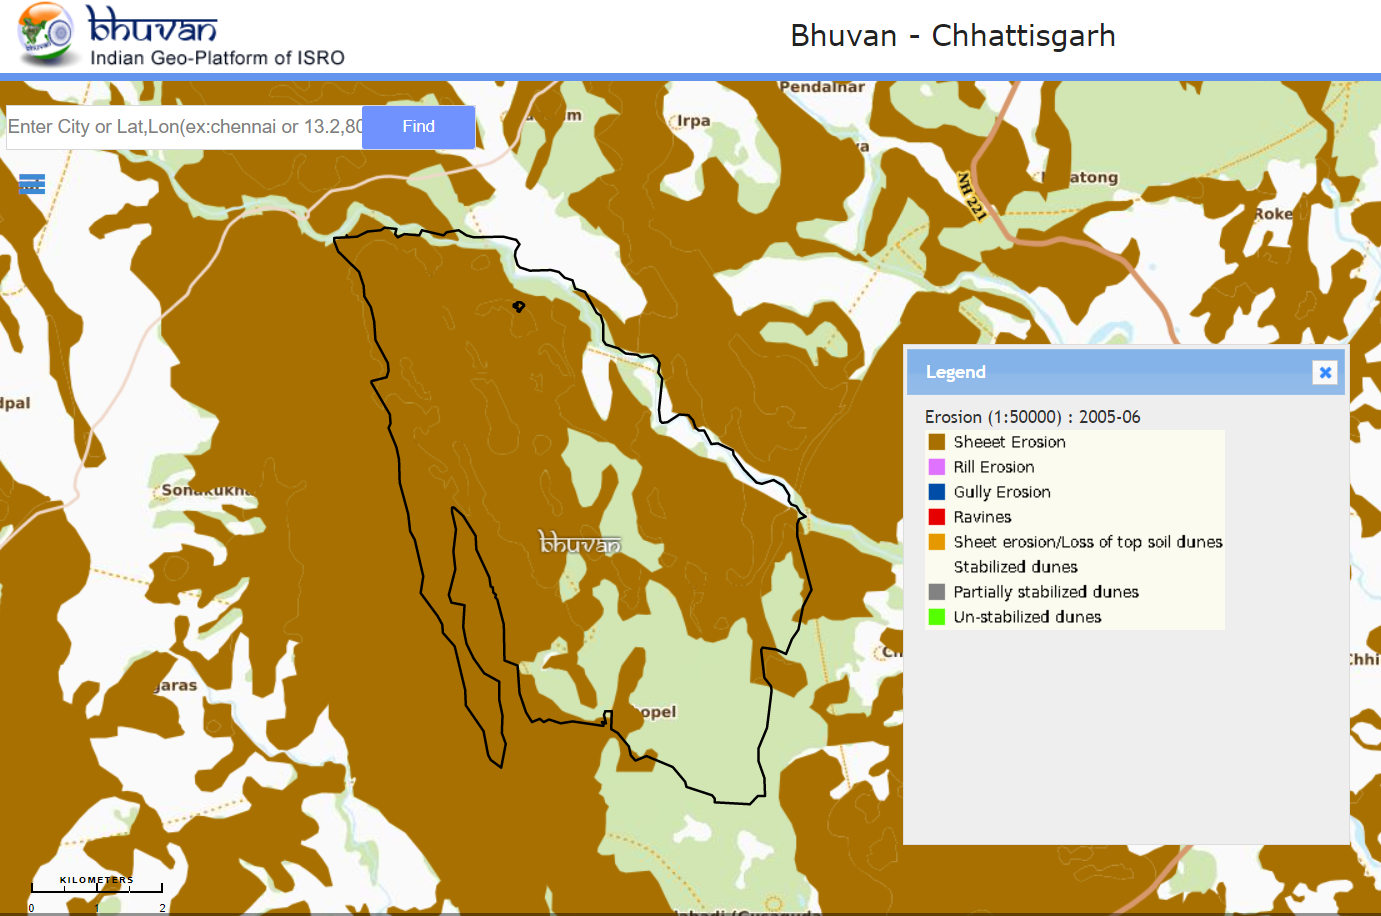 bhuvan
Indian Geo-Platform of ISRO
Bhuvan - Chhattisgarh
Enter City or Lat,Lon(ex:chennai or 13.2,80
Find
Pendalnar
Irpa
NH 221
atong
Roke
dpal
Legend
Erosion (1:50000) : 2005-06
Sheeet Erosion
Rill Erosion
Gully Erosion
Ravines
Sheet erosion/Loss of top soil dunes
Stabilized dunes
Partially stabilized dunes
Un-stabilized dunes
Sonakukna
bhuvan
Chhi
garas
opel
KILOMETERS
0 1 2